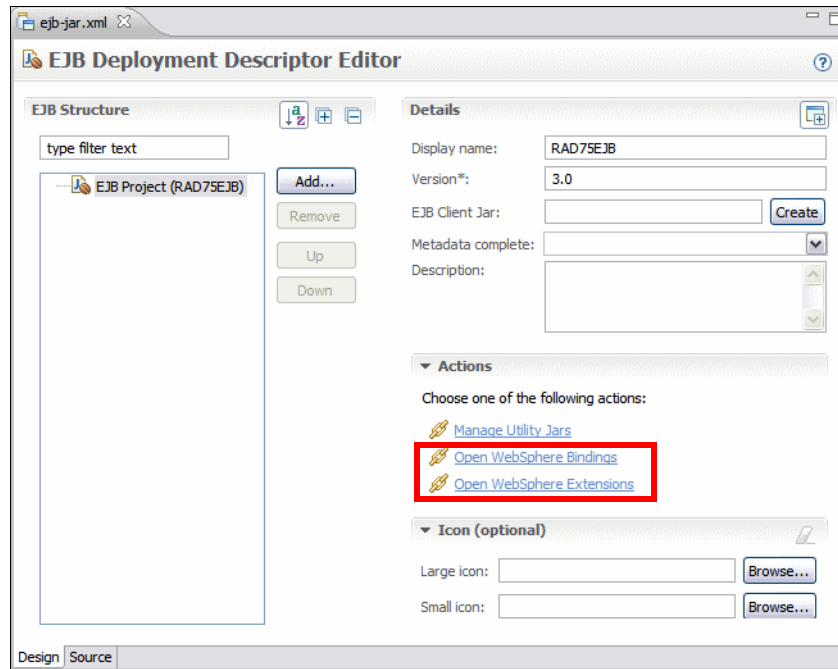 ejb-jar.xml
EJB Deployment Descriptor Editor
EJB Structure
type filter text
EJB Project (RAD75EJB)
Add...
Remove
Up
Down
Details
Display name: RAD75EJB
Version*: 3.0
EJB Client Jar: Create
Metadata complete:
Description:
Actions
Choose one of the following actions:
Manage Utility Jars
Open WebSphere Bindings
Open WebSphere Extensions
Icon (optional)
Large icon: Browse...
Small icon: Browse...
Design Source